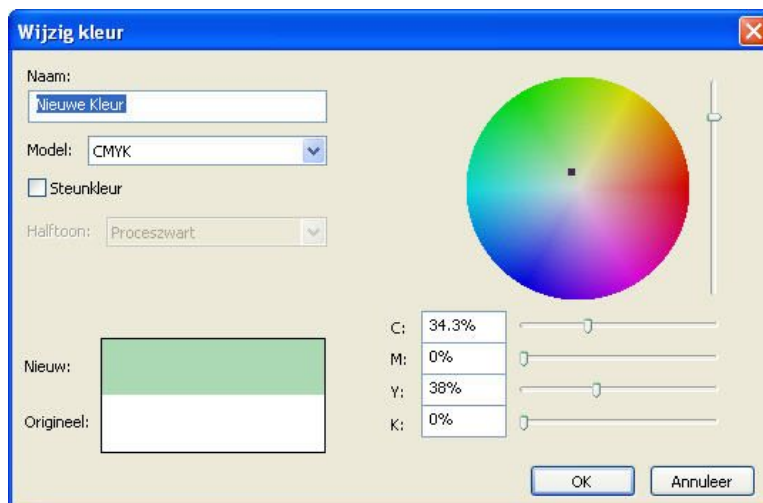 Wijzig kleur
Naam:
Nieuwe Kleur
Model: CMYK
Steunkleur
Halftoon: Proceszwart
Nieuw:
Origineel:
C: 34.3%
M: 0%
Y: 38%
K: 0%
OK Annuleer